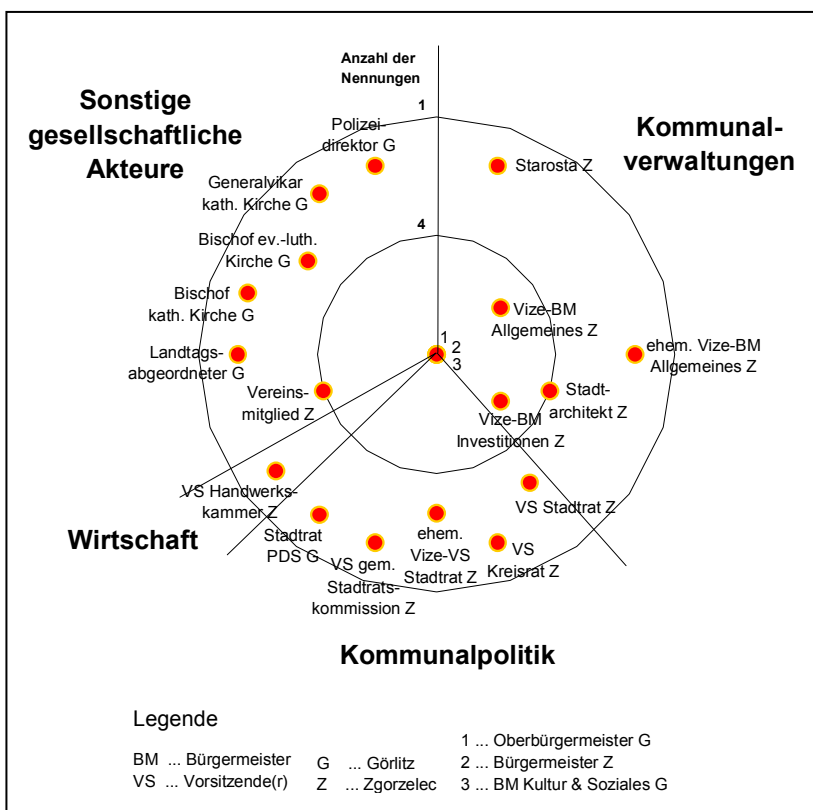 Anzahl der
Nennungen
1
4
Sonstige
gesellschaftliche
Akteure
Kommunal-
verwaltungen
Polizei-
direktor G
Starosta Z
Generalvikar
kath. Kirche G
Bischof ev.-luth.
Kirche G
Bischof
kath. Kirche G
Vize-BM
Allgemeines Z
Landtags-
abgeordneter G
1
2
3
ehem. Vize-BM
Allgemeines Z
Vereins-
mitglied Z
Stadt-
architekt Z
Vize-BM
Investitionen Z
VS Handwerks-
kammer Z
VS Stadtrat Z
Wirtschaft
Stadtrat
PDS G
VS gem.
Stadtrats-
kommission Z
ehem.
Vize-VS
Stadtrat Z
VS
Kreisrat Z
Kommunalpolitik
Legende
BM ... Bürgermeister
VS ... Vorsitzende(r)
G ... Görlitz
Z ... Zgorzelec
1 ... Oberbürgermeister G
2 ... Bürgermeister Z
3 ... BM Kultur & Soziales G